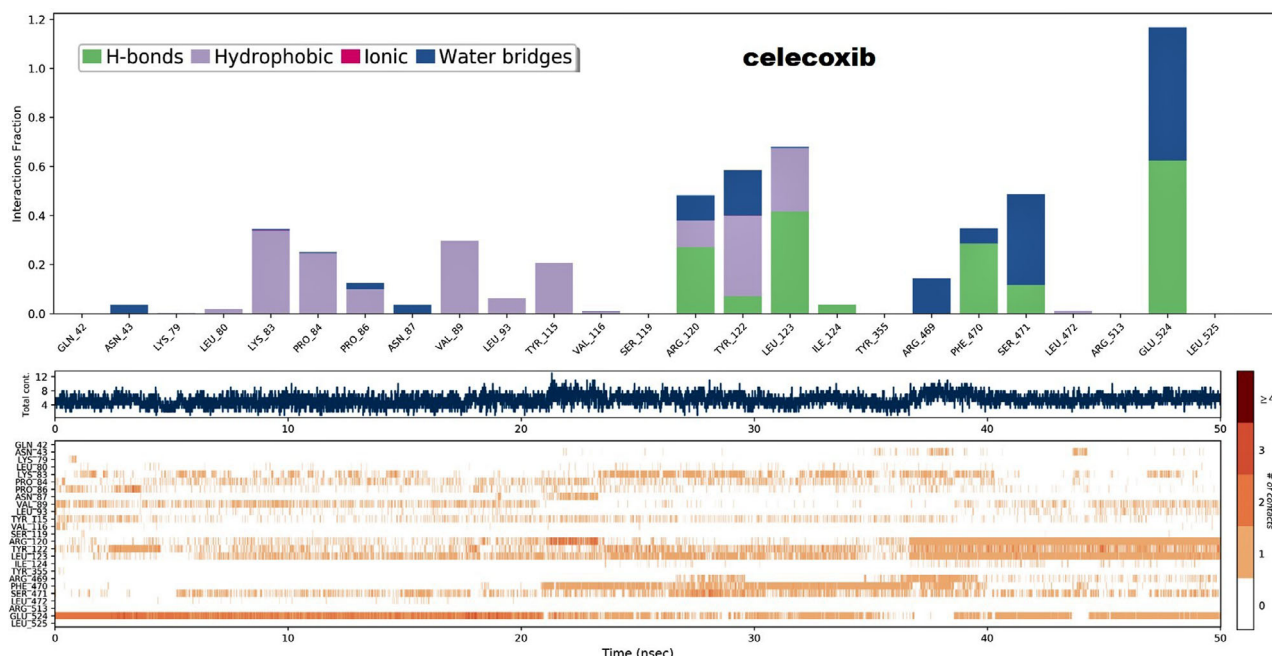 1.2
1.0
0.8
0.6
0.4
0.2
0.0
Interactions Fraction
H-bonds Hydrophobic Ionic Water bridges
celecoxib
GLN_42 ASN_43 LYS_79 LEU_80 LYS_83 PRO_84 PRO_86 ASN_87 VAL_89 LEU_93 TYR_115 VAL_116 SER_119 ARG_120 TYR_122 LEU_123 ILE_124 TYR_355 ARG_469 PHE_470 SER_471 LEU_472 ARG_513 GLU_524 LEU_525
Total cont.
12
8
4
0 10 20 30 40 50
GLN_42
ASN_43
LYS_79
LEU_80
LYS_83
PRO_84
PRO_86
ASN_87
VAL_89
LEU_93
TYR_115
VAL_116
SER_119
ARG_120
TYR_122
LEU_123
ILE_124
TYR_355
ARG_469
PHE_470
SER_471
LEU_472
ARG_513
GLU_524
LEU_525
0 10 20 30 40 50
Time (nsec)
≥4
3
2
1
0
# of contacts